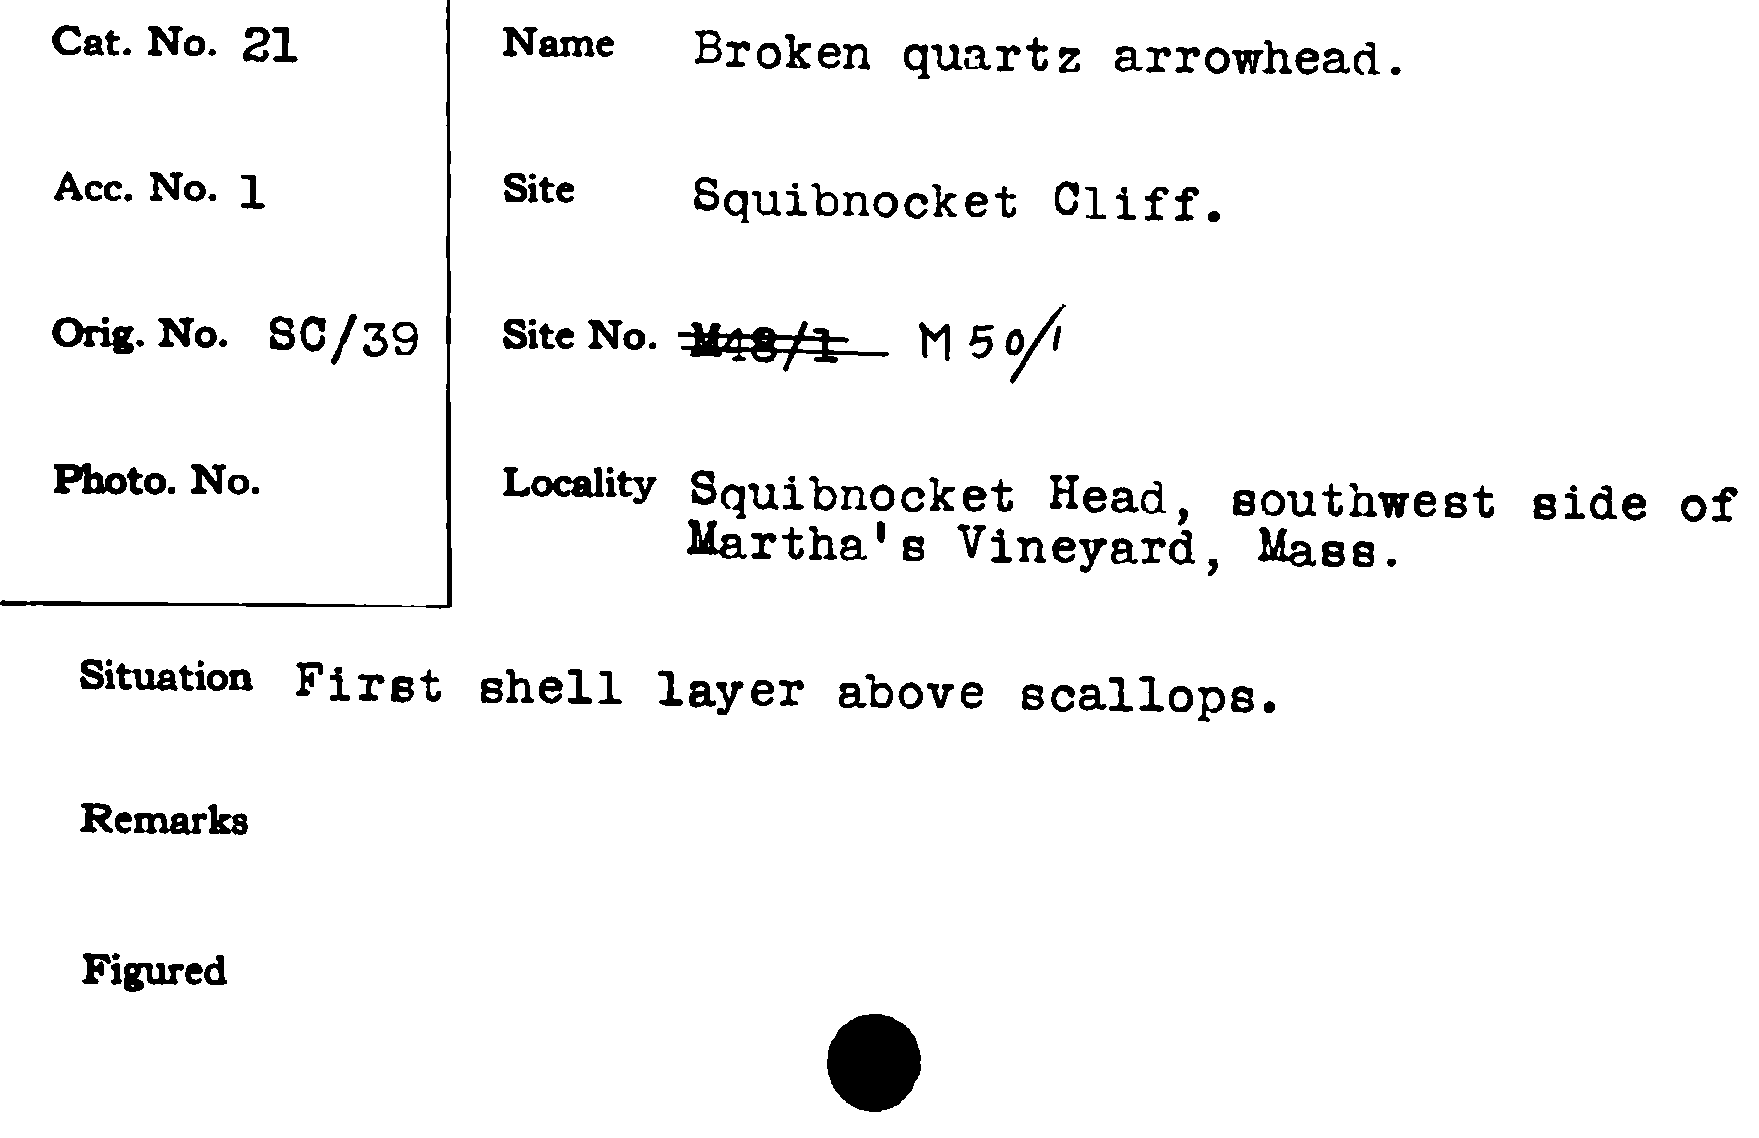 Cat. No. 21
Name Broken quartz arrowhead.
Acc. No. 1
Site Squibnocket Cliff.
Orig. No. SC/39
Site No. M48/1 M50/1
Photo. No.
Locality Squibnocket Head, southwest side of
Martha's Vineyard, Mass.
Situation First shell layer above scallops.
Remarks
Figured